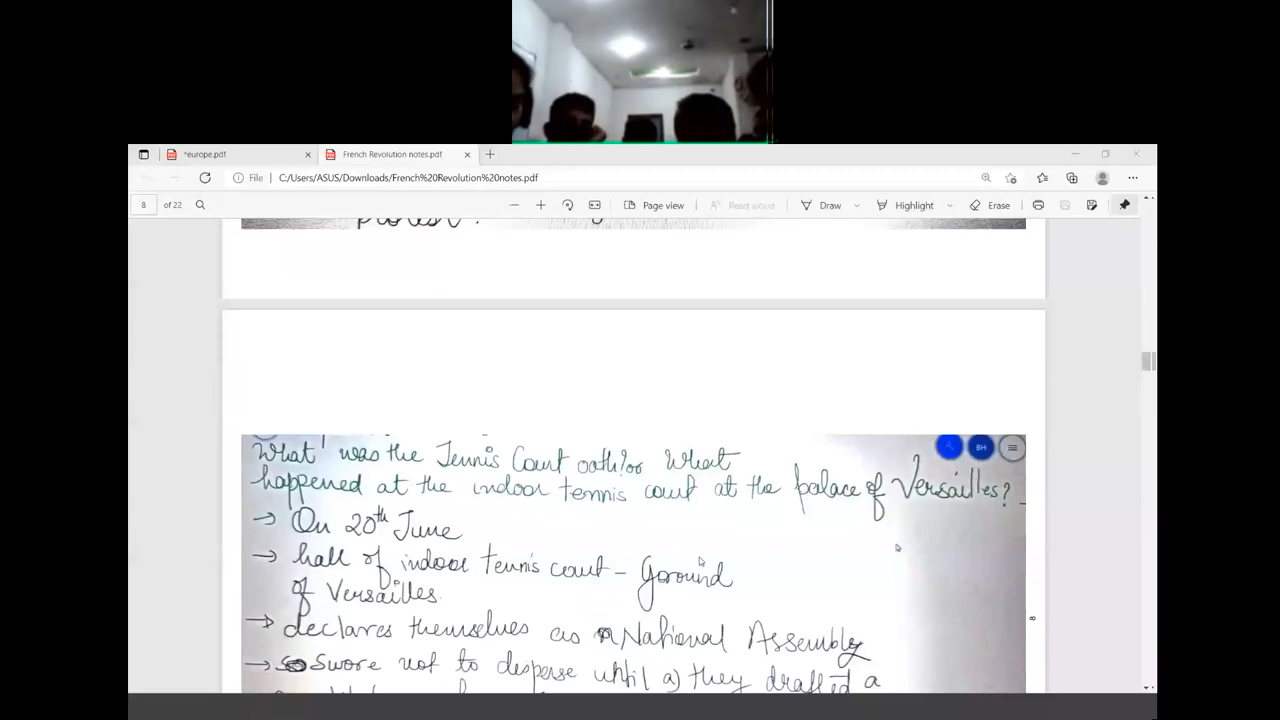 *europe.pdf
French Revolution notes.pdf
File C:/Users/ASUS/Downloads/French%20Revolution%20notes.pdf
8 of 22 Page view Read aloud Draw Highlight Erase
What was the Tennis Court oath? or What
BH
happened at the indoor tennis court at the palace of Versailles?
→ On 20th June
→ hall of indoor tennis court - Ground
of Versailles.
→ declares themselves as National Assembly
8
→ Swore not to disperse until a) they drafted a